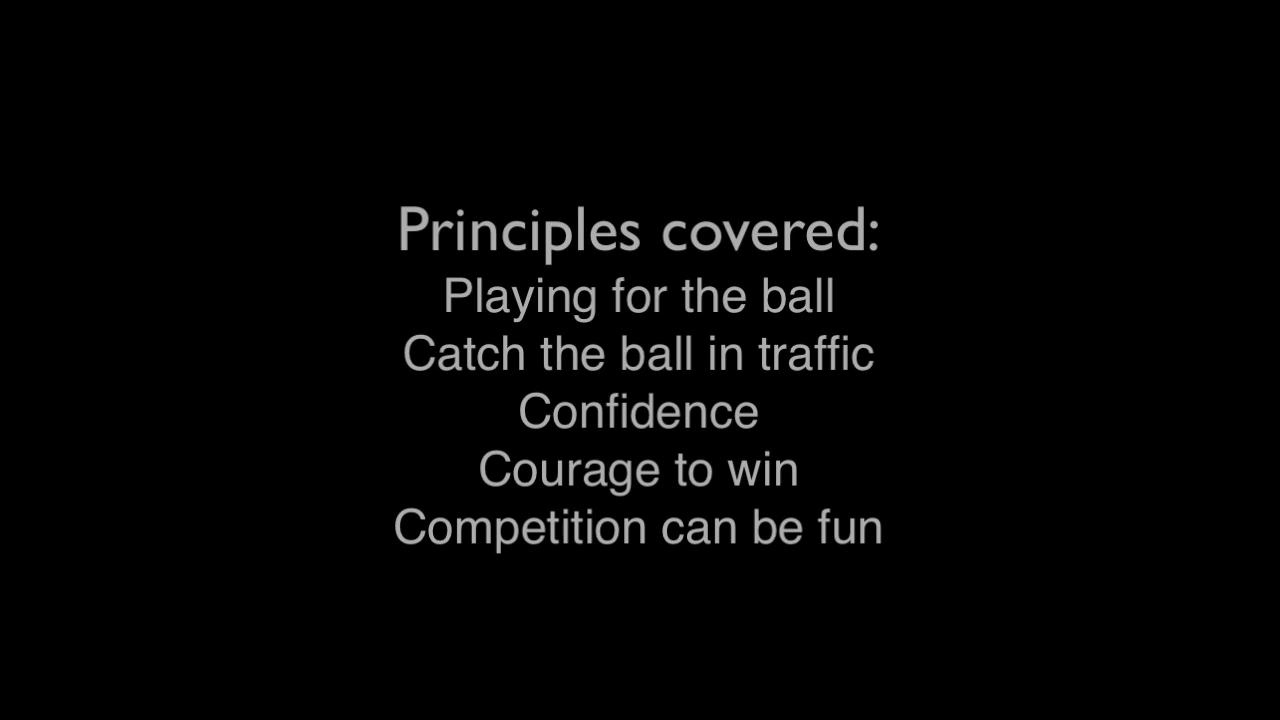 Principles covered:
Playing for the ball
Catch the ball in traffic
Confidence
Courage to win
Competition can be fun